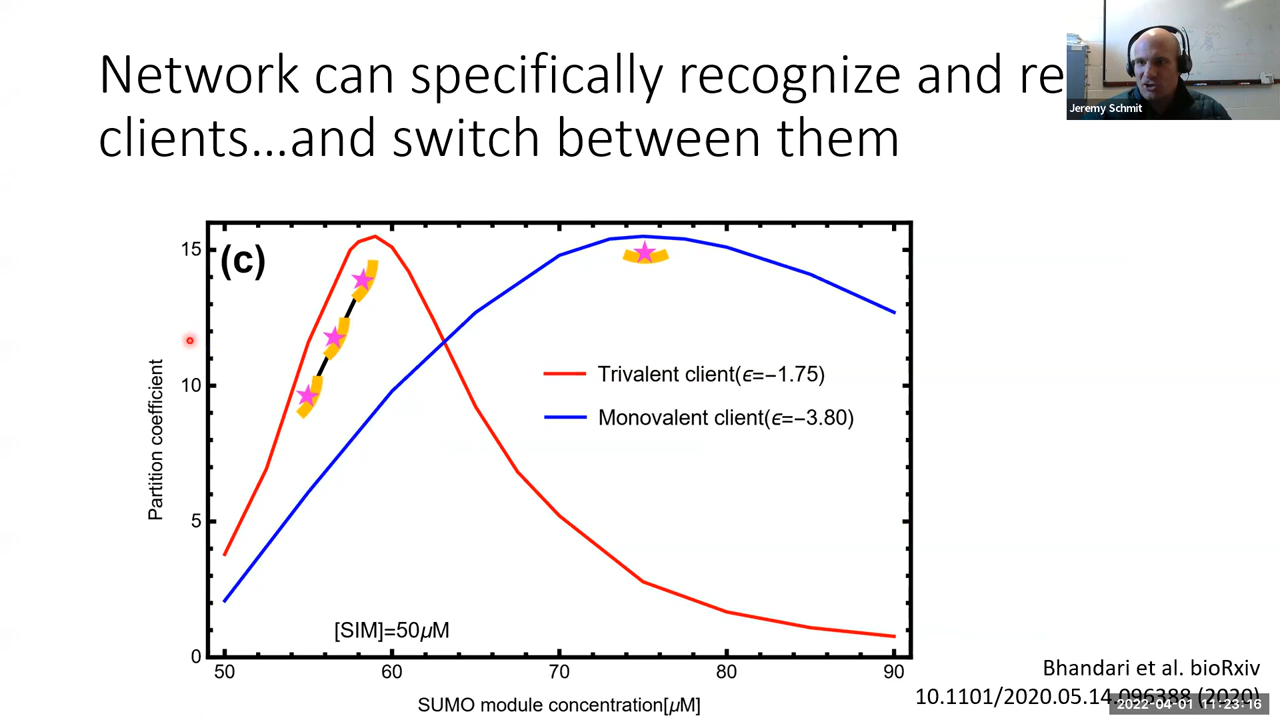 Network can specifically recognize and re
clients...and switch between them
Jeremy Schmit
(c)
15
10
5
0
Partition coefficient
Trivalent client(ϵ=−1.75)
Monovalent client(ϵ=−3.80)
[SIM]=50μM
50
60
70
80
90
SUMO module concentration[μM]
Bhandari et al. bioRxiv
10.1101/2020.05.14.096388 (2020)
2022-04-01 11:23:16